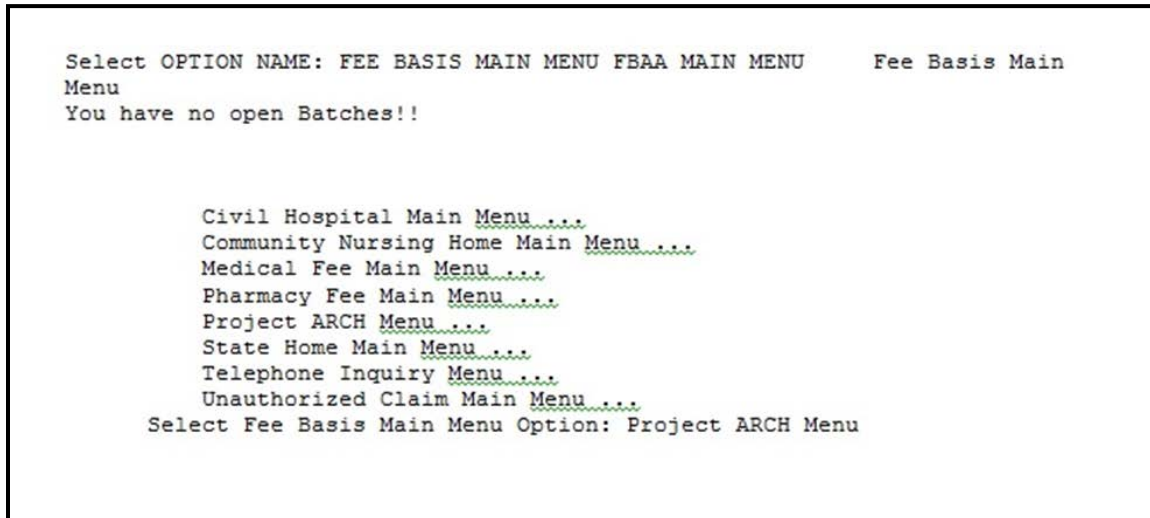 Select OPTION NAME: FEE BASIS MAIN MENU FBAA MAIN MENU     Fee Basis Main
Menu
You have no open Batches!!
Civil Hospital Main Menu ...
Community Nursing Home Main Menu ...
Medical Fee Main Menu ...
Pharmacy Fee Main Menu ...
Project ARCH Menu ...
State Home Main Menu ...
Telephone Inquiry Menu ...
Unauthorized Claim Main Menu ...
Select Fee Basis Main Menu Option: Project ARCH Menu